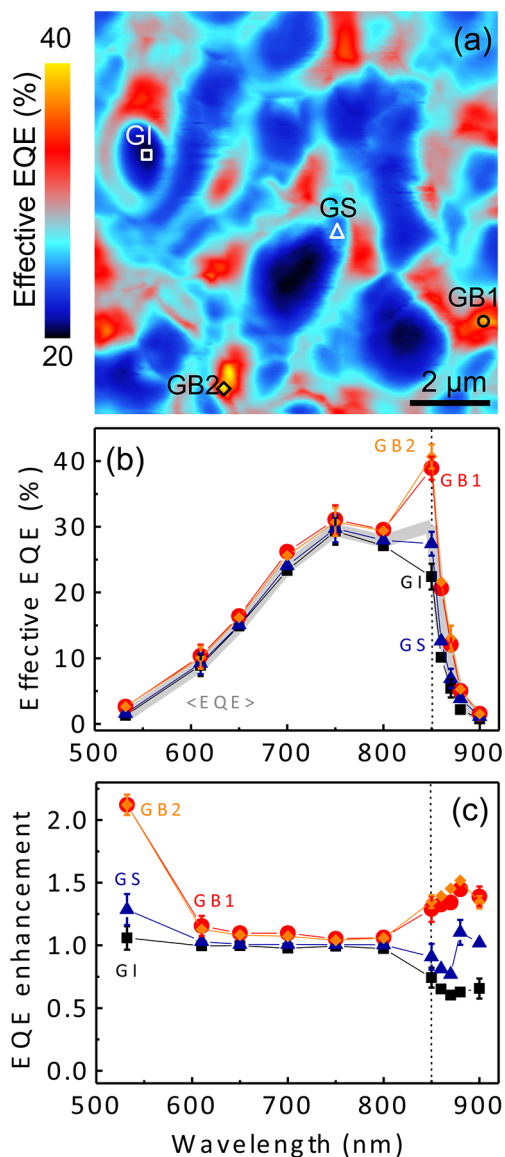 40
Effective EQE (%)
20
(a)
GI
GS
GB1
GB2
2 μm
(b)
Effective EQE (%)
40
30
20
10
0
GB2
GB1
GI
GS
<EQE>
500 600 700 800 900
(c)
EQE enhancement
2.0
1.5
1.0
0.5
0.0
GB2
GS
GB1
GI
500 600 700 800 900
Wavelength (nm)